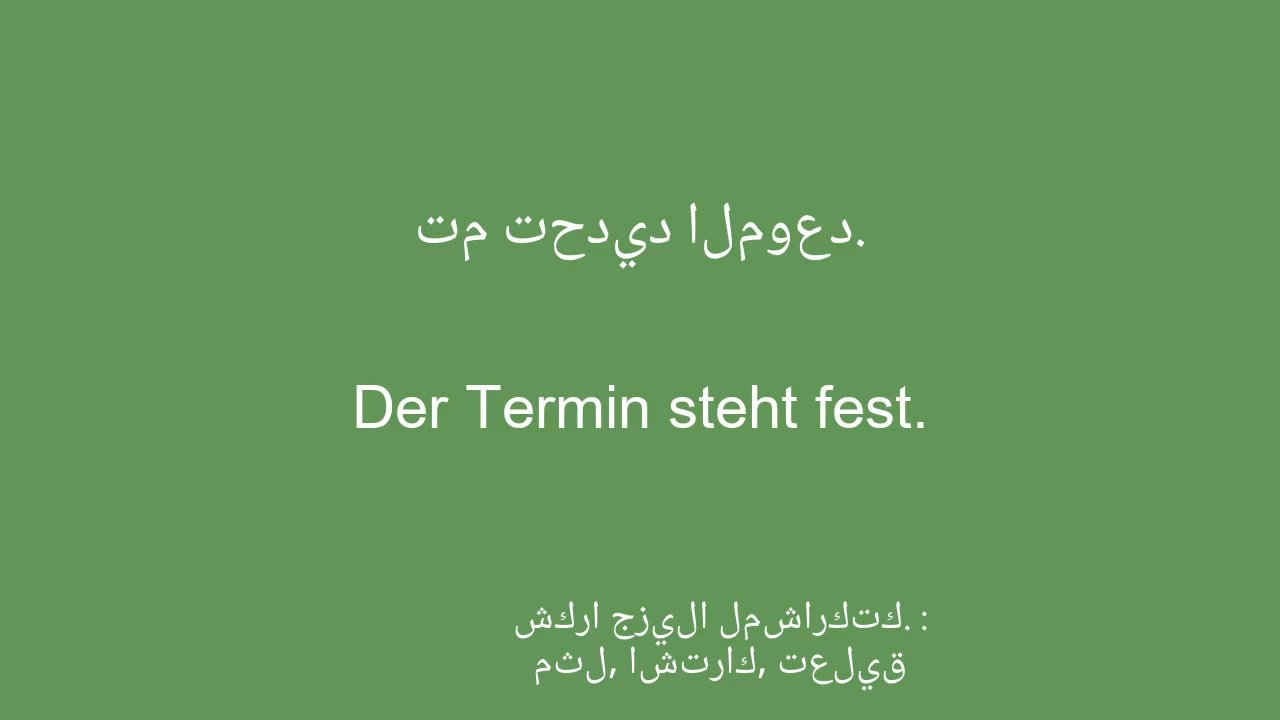 تم تحديد الموعد.
Der Termin steht fest.
شكرا جزيلا لمشاركتك. :
مثل, اشتراك, تعليق